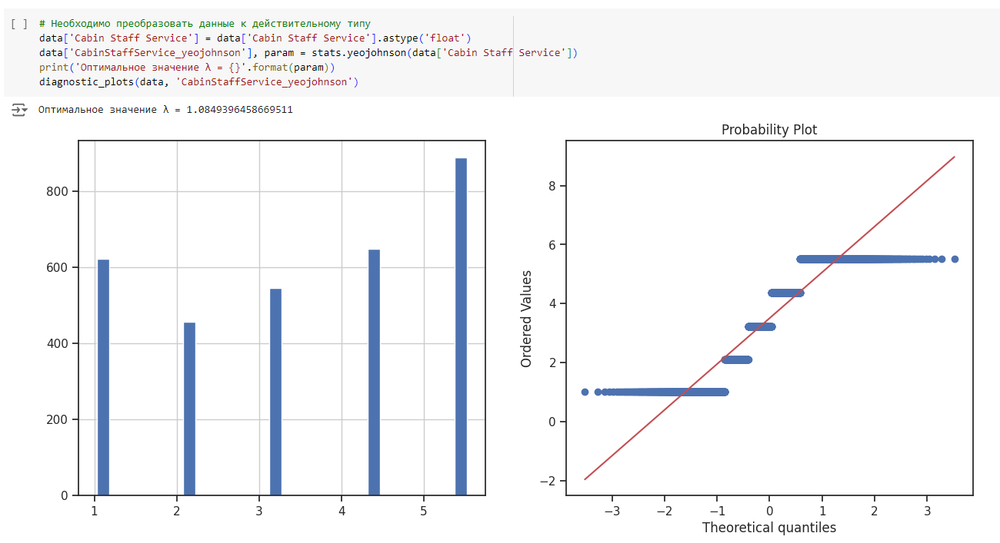 [ ] # Необходимо преобразовать данные к действительному типу
data['Cabin Staff Service'] = data['Cabin Staff Service'].astype('float')
data['CabinStaffService_yeojohnson'], param = stats.yeojohnson(data['Cabin Staff Service'])
print('Оптимальное значение λ = {}'.format(param))
diagnostic_plots(data, 'CabinStaffService_yeojohnson')
Оптимальное значение λ = 1.0849396458669511
800
600
400
200
0
1 2 3 4 5
Probability Plot
Ordered Values
8
6
4
2
0
−2
−3 −2 −1 0 1 2 3
Theoretical quantiles